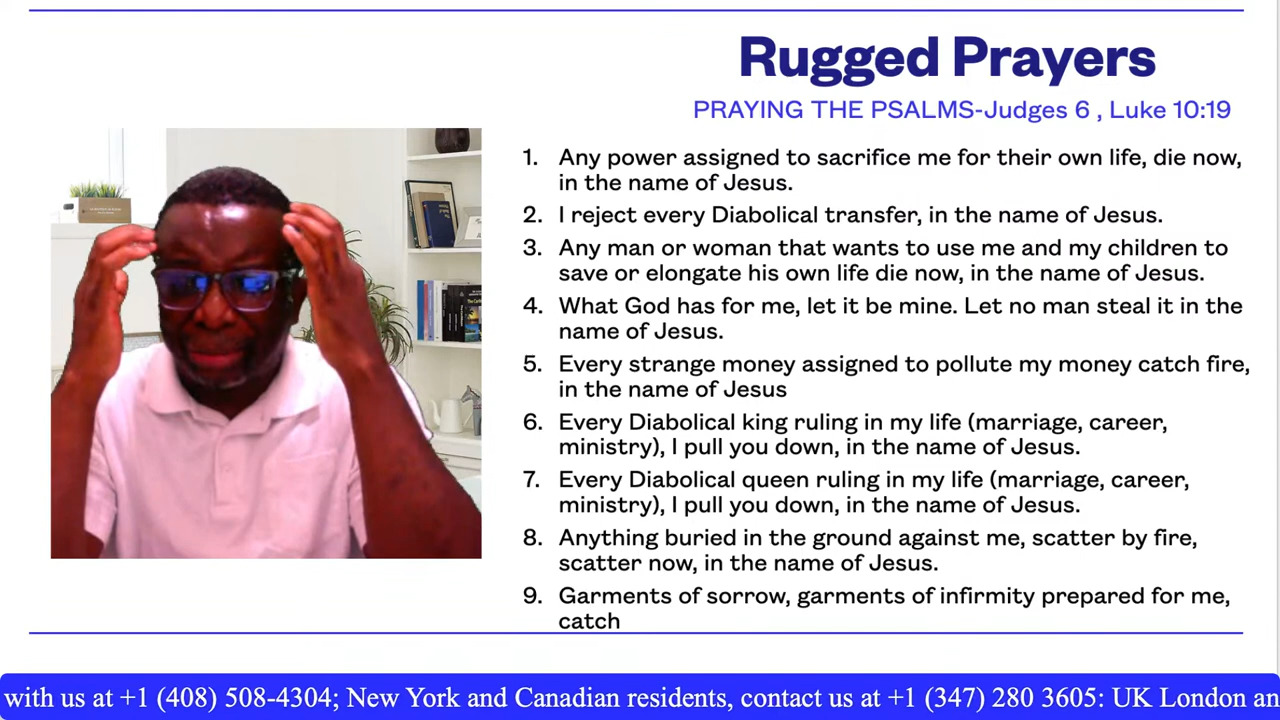 Rugged Prayers
PRAYING THE PSALMS-Judges 6 , Luke 10:19
1. Any power assigned to sacrifice me for their own life, die now,
in the name of Jesus.
2. I reject every Diabolical transfer, in the name of Jesus.
3. Any man or woman that wants to use me and my children to
save or elongate his own life die now, in the name of Jesus.
4. What God has for me, let it be mine. Let no man steal it in the
name of Jesus.
5. Every strange money assigned to pollute my money catch fire,
in the name of Jesus
6. Every Diabolical king ruling in my life (marriage, career,
ministry), I pull you down, in the name of Jesus.
7. Every Diabolical queen ruling in my life (marriage, career,
ministry), I pull you down, in the name of Jesus.
8. Anything buried in the ground against me, scatter by fire,
scatter now, in the name of Jesus.
9. Garments of sorrow, garments of infirmity prepared for me,
catch
with us at +1 (408) 508-4304; New York and Canadian residents, contact us at +1 (347) 280 3605: UK London an